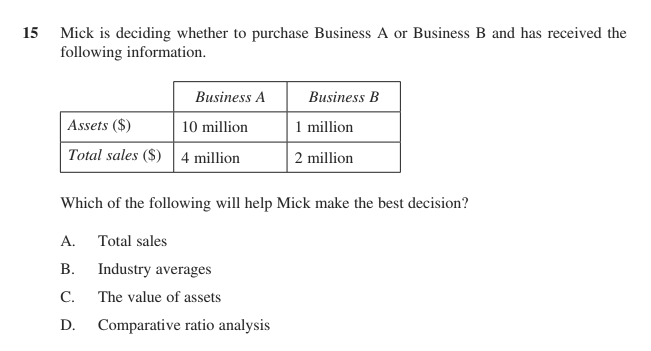 15 Mick is deciding whether to purchase Business A or Business B and has received the
following information.
Business A Business B
Assets ($) 10 million 1 million
Total sales ($) 4 million 2 million
Which of the following will help Mick make the best decision?
A. Total sales
B. Industry averages
C. The value of assets
D. Comparative ratio analysis